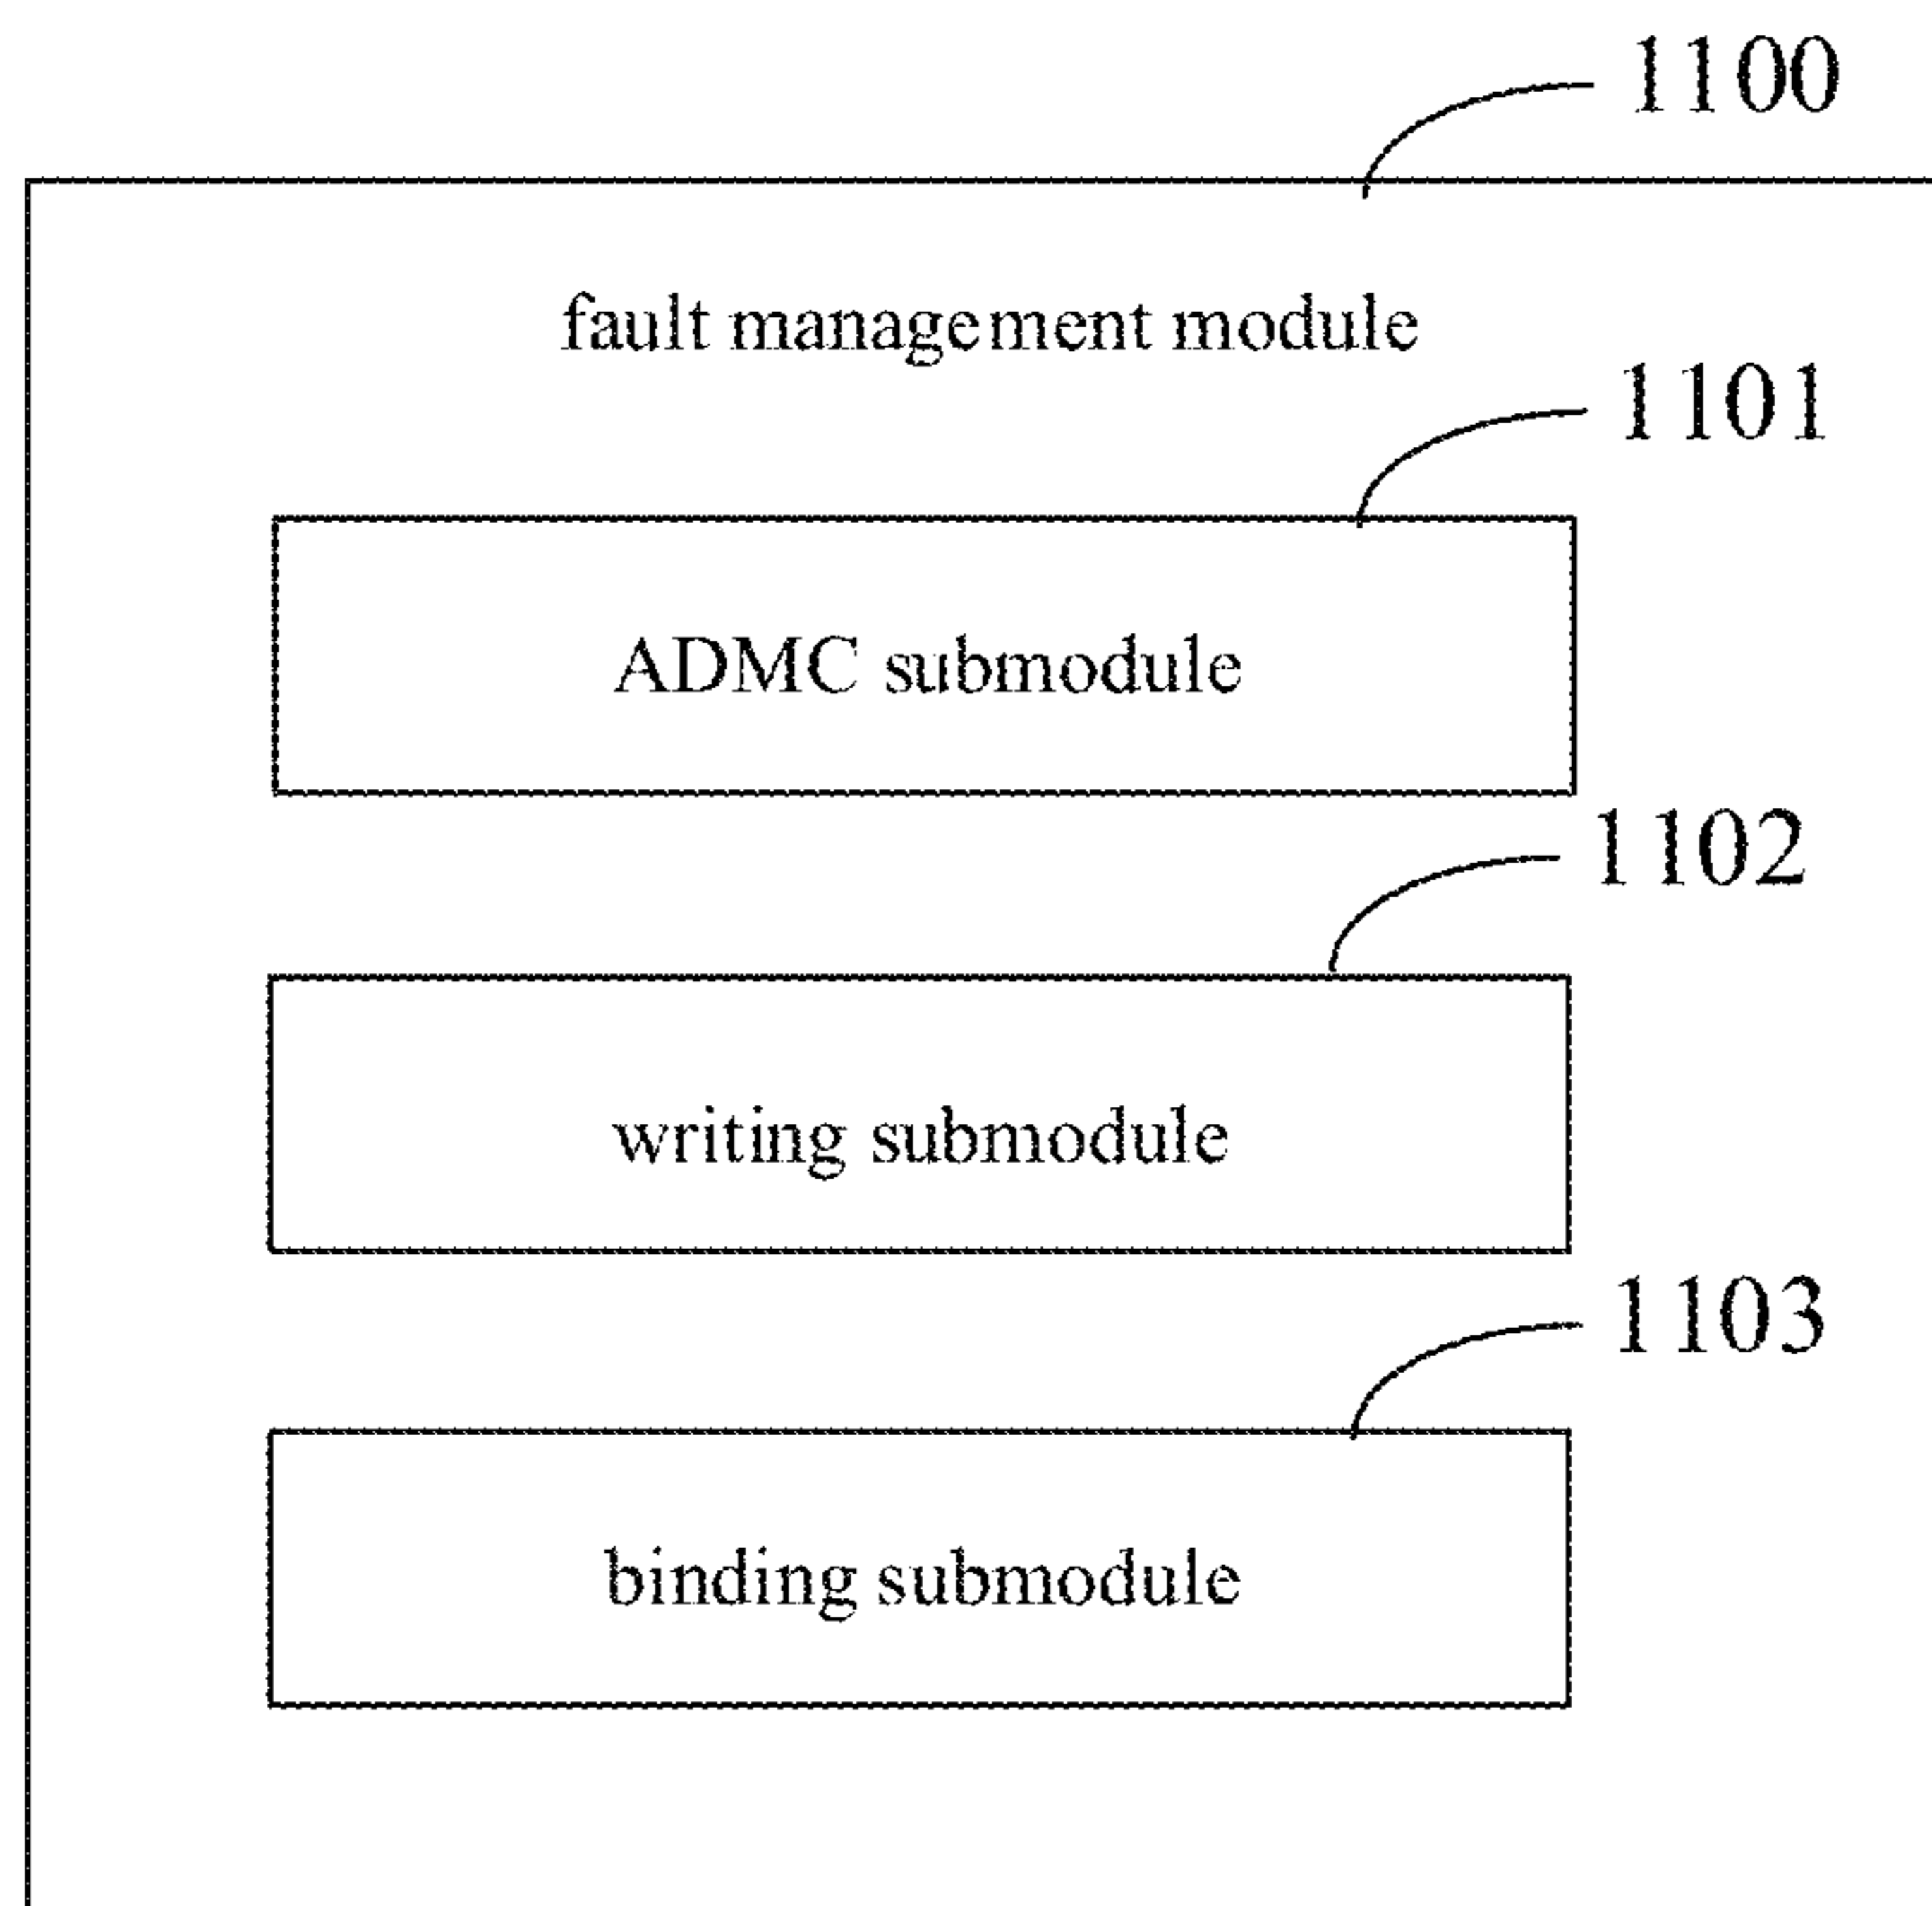 1100
fault management module
1101
ADMC submodule
1102
writing submodule
1103
binding submodule